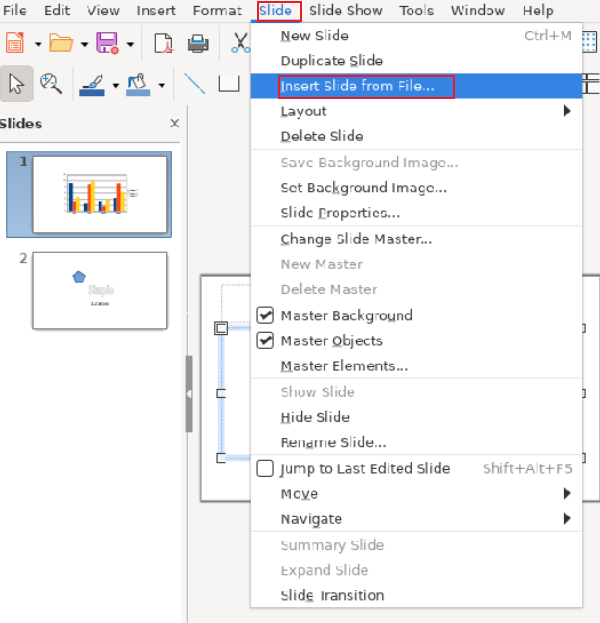 File Edit View Insert Format Slide Slide Show Tools Window Help
New Slide Ctrl+M
Duplicate Slide
Insert Slide from File...
Layout
Delete Slide
Save Background Image...
Set Background Image...
Slide Properties...
Change Slide Master...
New Master
Delete Master
Master Background
Master Objects
Master Elements...
Show Slide
Hide Slide
Rename Slide...
Jump to Last Edited Slide Shift+Alt+F5
Move
Navigate
Summary Slide
Expand Slide
Slide Transition
Slides
1
2
Simple